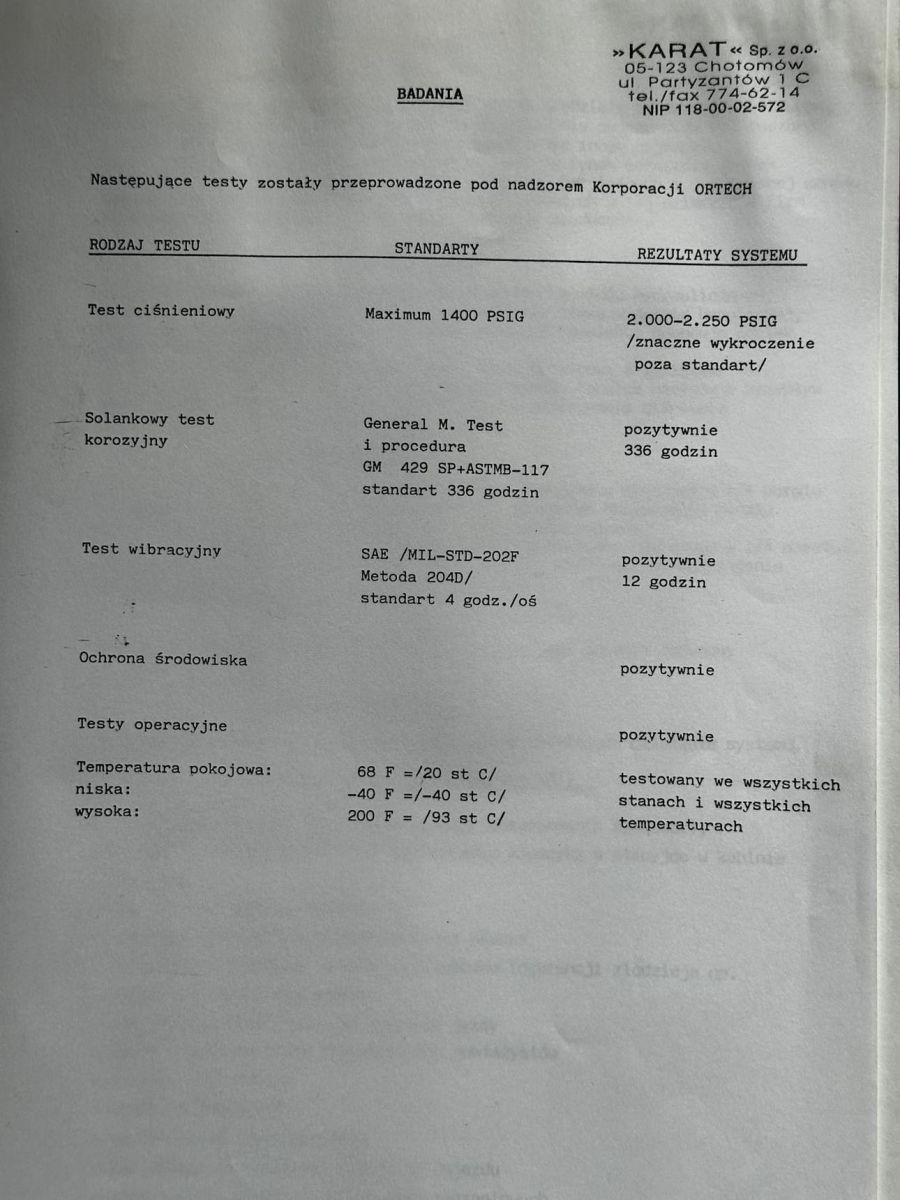 »KARAT« Sp. z o.o.
05-123 Chotomów
ul Partyzantów 1 C
tel./fax 774-62-14
NIP 118-00-02-572
BADANIA
Następujące testy zostały przeprowadzone pod nadzorem Korporacji ORTECH
RODZAJ TESTU STANDARTY REZULTATY SYSTEMU
Test ciśnieniowy Maximum 1400 PSIG 2.000-2.250 PSIG
/znaczne wykroczenie
poza standart/
Solankowy test General M. Test pozytywnie
korozyjny i procedura 336 godzin
GM 429 SP+ASTMB-117
standart 336 godzin
Test wibracyjny SAE /MIL-STD-202F pozytywnie
Metoda 204D/ 12 godzin
standart 4 godz./oś
Ochrona środowiska pozytywnie
Testy operacyjne pozytywnie
Temperatura pokojowa: 68 F =/20 st C/ testowany we wszystkich
niska: -40 F =/-40 st C/ stanach i wszystkich
wysoka: 200 F = /93 st C/ temperaturach